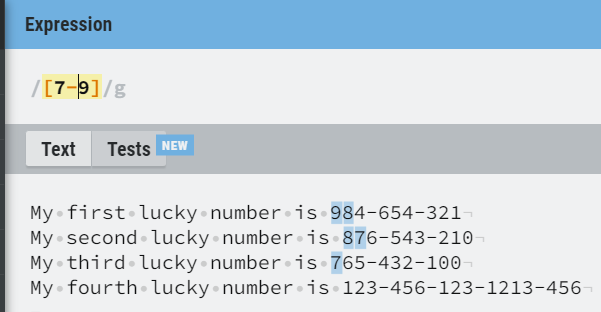 Expression
/[7-9]/g
Text Tests NEW
My first lucky number is 984-654-321
My second lucky number is 876-543-210
My third lucky number is 765-432-100
My fourth lucky number is 123-456-123-1213-456